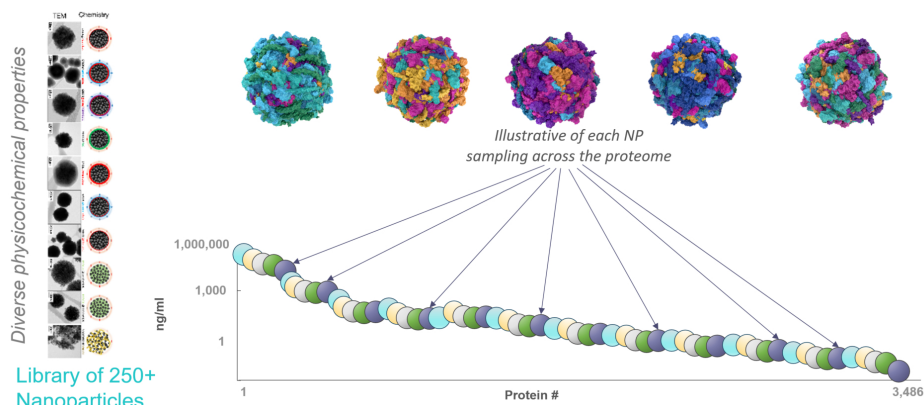 TEM
Chemistry
Diverse physicochemical properties
Illustrative of each NP
sampling across the proteome
1,000,000
1,000
1
ng/ml
1
Protein #
3,486
Library of 250+
Nanoparticles